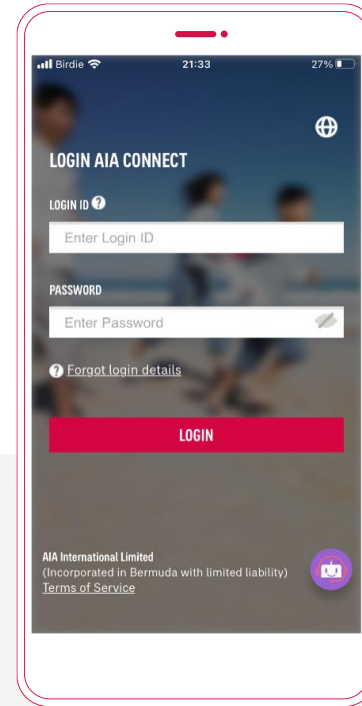 Birdie 21:33 27%
LOGIN AIA CONNECT
LOGIN ID ?
Enter Login ID
PASSWORD
Enter Password
? Forgot login details
LOGIN
AIA International Limited
(Incorporated in Bermuda with limited liability)
Terms of Service